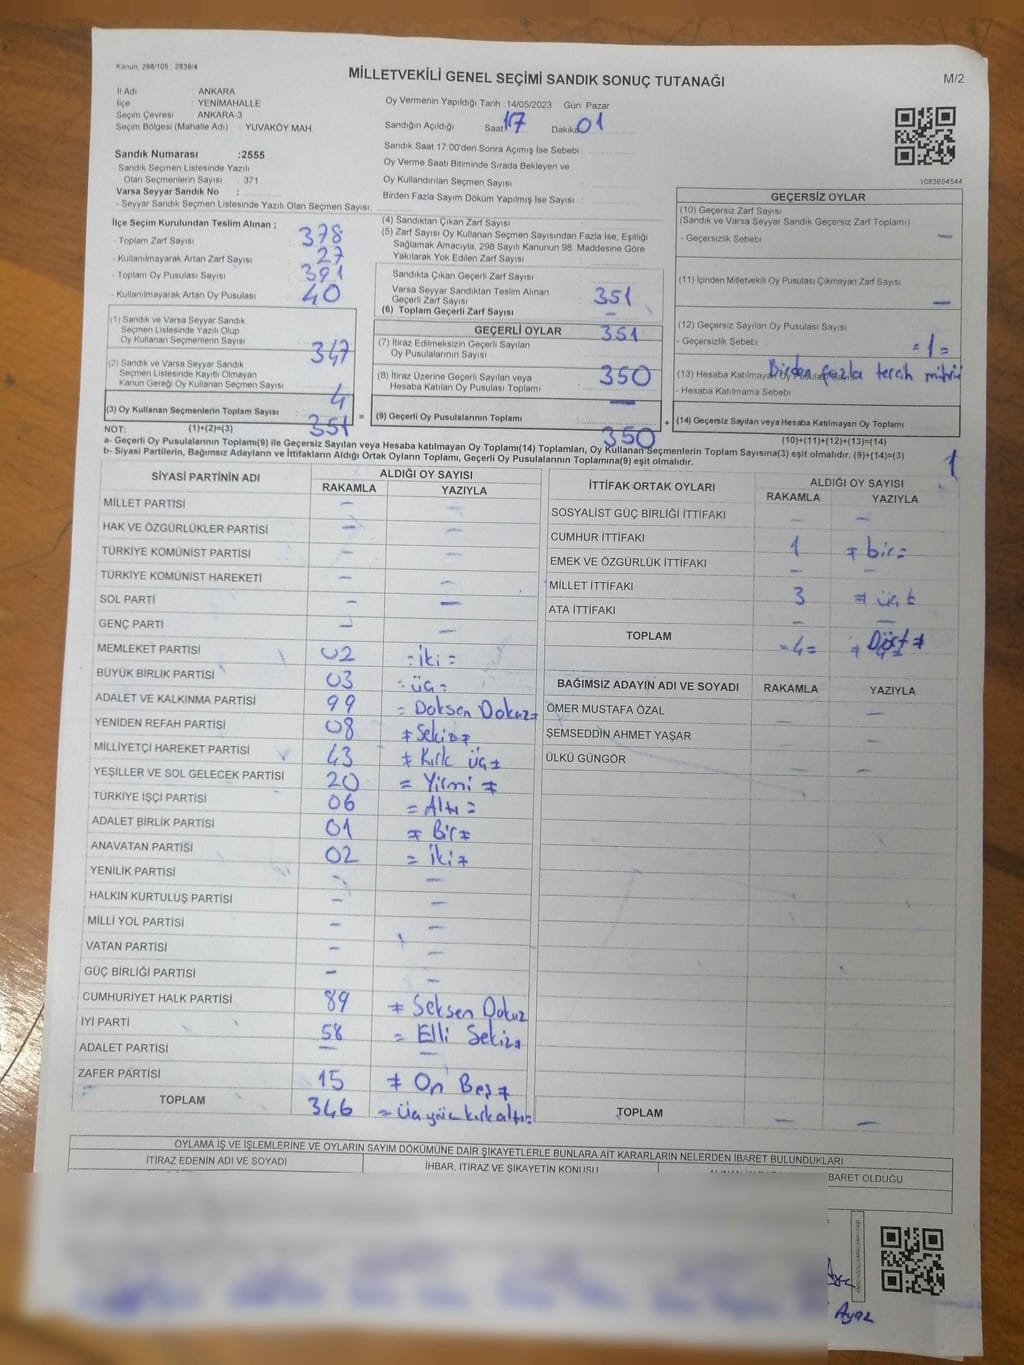 Kanun, 298/105 , 2839/4
MİLLETVEKİLİ GENEL SEÇİMİ SANDIK SONUÇ TUTANAĞI
M/2
İl Adı : ANKARA
İlçe : YENİMAHALLE
Seçim Çevresi : ANKARA-3
Seçim Bölgesi (Mahalle Adı) : YUVAKÖY MAH.
Oy Vermenin Yapıldığı Tarih : 14/05/2023 Gün: Pazar
Sandığın Açıldığı Saat 17 Dakika 01
Sandık Saat 17:00'den Sonra Açımış İse Sebebi
Oy Verme Saati Bitiminde Sırada Bekleyen ve
Oy Kullandırılan Seçmen Sayısı :
Birden Fazla Sayım Döküm Yapılmış İse Sayısı :
1083694544
Sandık Numarası :2555
Sandık Seçmen Listesinde Yazılı
Olan Seçmenlerin Sayısı : 371
Varsa Seyyar Sandık No :
- Seyyar Sandık Seçmen Listesinde Yazılı Olan Seçmen Sayısı:
İlçe Seçim Kurulundan Teslim Alınan ;
- Toplam Zarf Sayısı : 378
- Kullanılmayarak Artan Zarf Sayısı : 27
- Toplam Oy Pusulası Sayısı : 391
- Kullanılmayarak Artan Oy Pusulası : 40
(1) Sandık ve Varsa Seyyar Sandık
Seçmen Listesinde Yazılı Olup
Oy Kullanan Seçmenlerin Sayısı : 347
(2) Sandık ve Varsa Seyyar Sandık
Seçmen Listesinde Kayıtlı Olmayan
Kanun Gereği Oy Kullanan Seçmen Sayısı : 4
(3) Oy Kullanan Seçmenlerin Toplam Sayısı : 351
NOT: (1)+(2)=(3)
(4) Sandıktan Çıkan Zarf Sayısı
(5) Zarf Sayısı Oy Kullanan Seçmen Sayısından Fazla İse, Eşitliği
Sağlamak Amacıyla, 298 Sayılı Kanunun 98. Maddesine Göre
Yakılarak Yok Edilen Zarf Sayısı :
Sandıkta Çıkan Geçerli Zarf Sayısı :
Varsa Seyyar Sandıktan Teslim Alınan
Geçerli Zarf Sayısı : 351
(6) Toplam Geçerli Zarf Sayısı : –
GEÇERLİ OYLAR 351
(7) İtiraz Edilmeksizin Geçerli Sayılan
Oy Pusulalarının Sayısı :
(8) İtiraz Üzerine Geçerli Sayılan veya
Hesaba Katılan Oy Pusulaları Toplamı : 350
–
= (9) Geçerli Oy Pusulalarının Toplamı : 350
GEÇERSİZ OYLAR
(10) Geçersiz Zarf Sayısı
(Sandık ve Varsa Seyyar Sandık Geçersiz Zarf Toplamı)
- Geçersizlik Sebebi –
(11) İçinden Milletvekili Oy Pusulası Çıkmayan Zarf Sayısı
–
(12) Geçersiz Sayılan Oy Pusulası Sayısı :
- Geçersizlik Sebebi = 1 =
(13) Hesaba Katılmayan Oy Pusulası Sayısı Birden fazla tercih mührü
- Hesaba Katılmama Sebebi
+ (14) Geçersiz Sayılan veya Hesaba Katılmayan Oy Toplamı :
(10)+(11)+(12)+(13)=(14) 1
a- Geçerli Oy Pusulalarının Toplamı(9) ile Geçersiz Sayılan veya Hesaba katılmayan Oy Toplamı(14) Toplamları, Oy Kullanan Seçmenlerin Toplam Sayısına(3) eşit olmalıdır. (9)+(14)=(3)
b- Siyasi Partilerin, Bağımsız Adayların ve İttifakların Aldığı Ortak Oyların Toplamı, Geçerli Oy Pusulalarının Toplamına(9) eşit olmalıdır.
SİYASİ PARTİNİN ADI ALDIĞI OY SAYISI
RAKAMLA YAZIYLA
MİLLET PARTİSİ – –
HAK VE ÖZGÜRLÜKLER PARTİSİ – –
TÜRKİYE KOMÜNİST PARTİSİ – –
TÜRKİYE KOMÜNİST HAREKETİ – –
SOL PARTİ – –
GENÇ PARTİ – –
MEMLEKET PARTİSİ 02 = İki =
BÜYÜK BİRLİK PARTİSİ 03 = üç =
ADALET VE KALKINMA PARTİSİ 99 = Doksan Dokuz =
YENİDEN REFAH PARTİSİ 08 = Sekiz =
MİLLİYETÇİ HAREKET PARTİSİ 43 = Kırk üç =
YEŞİLLER VE SOL GELECEK PARTİSİ 20 = Yirmi =
TÜRKİYE İŞÇİ PARTİSİ 06 = Altı =
ADALET BİRLİK PARTİSİ 01 = Bir =
ANAVATAN PARTİSİ 02 = İki =
YENİLİK PARTİSİ – –
HALKIN KURTULUŞ PARTİSİ – –
MİLLİ YOL PARTİSİ – –
VATAN PARTİSİ – –
GÜÇ BİRLİĞİ PARTİSİ – –
CUMHURİYET HALK PARTİSİ 89 = Seksen Dokuz
İYİ PARTİ 58 = Elli Sekiz =
ADALET PARTİSİ – –
ZAFER PARTİSİ 15 = On Beş =
TOPLAM 346 = Üçyüz kırkaltı =
İTTİFAK ORTAK OYLARI ALDIĞI OY SAYISI
RAKAMLA YAZIYLA
SOSYALİST GÜÇ BİRLİĞİ İTTİFAKI – –
CUMHUR İTTİFAKI 1 = bir =
EMEK VE ÖZGÜRLÜK İTTİFAKI – –
MİLLET İTTİFAKI 3 = üç =
ATA İTTİFAKI – –
TOPLAM = 4 = = Dört =
BAĞIMSIZ ADAYIN ADI VE SOYADI RAKAMLA YAZIYLA
ÖMER MUSTAFA ÖZAL – –
ŞEMSEDDİN AHMET YAŞAR – –
ÜLKÜ GÜNGÖR – –
TOPLAM – –
OYLAMA İŞ VE İŞLEMLERİNE VE OYLARIN SAYIM DÖKÜMÜNE DAİR ŞİKAYETLERLE BUNLARA AİT KARARLARIN NELERDEN İBARET BULUNDUKLARI
İTİRAZ EDENİN ADI VE SOYADI İHBAR, İTİRAZ VE ŞİKAYETİN KONUSU
İBARET OLDUĞU
Ayaz